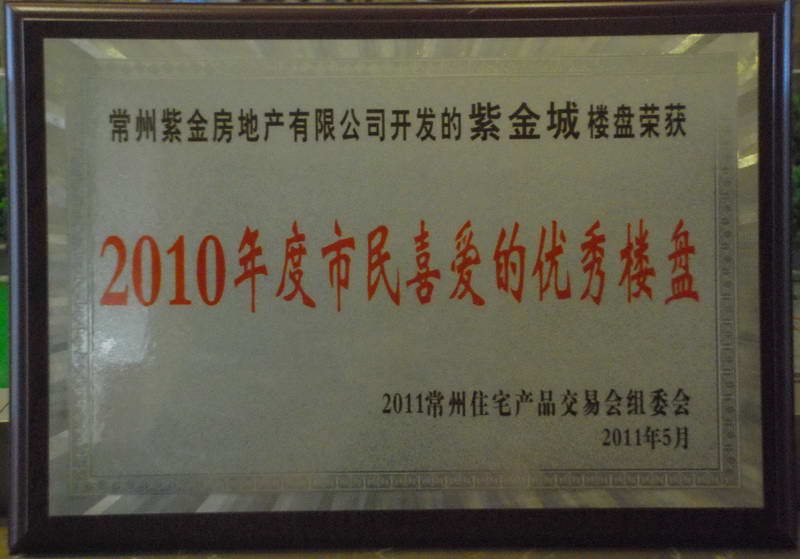 常州紫金房地产有限公司开发的紫金城楼盘荣获
2010年度市民喜爱的优秀楼盘
2011常州住宅产品交易会组委会
2011年5月